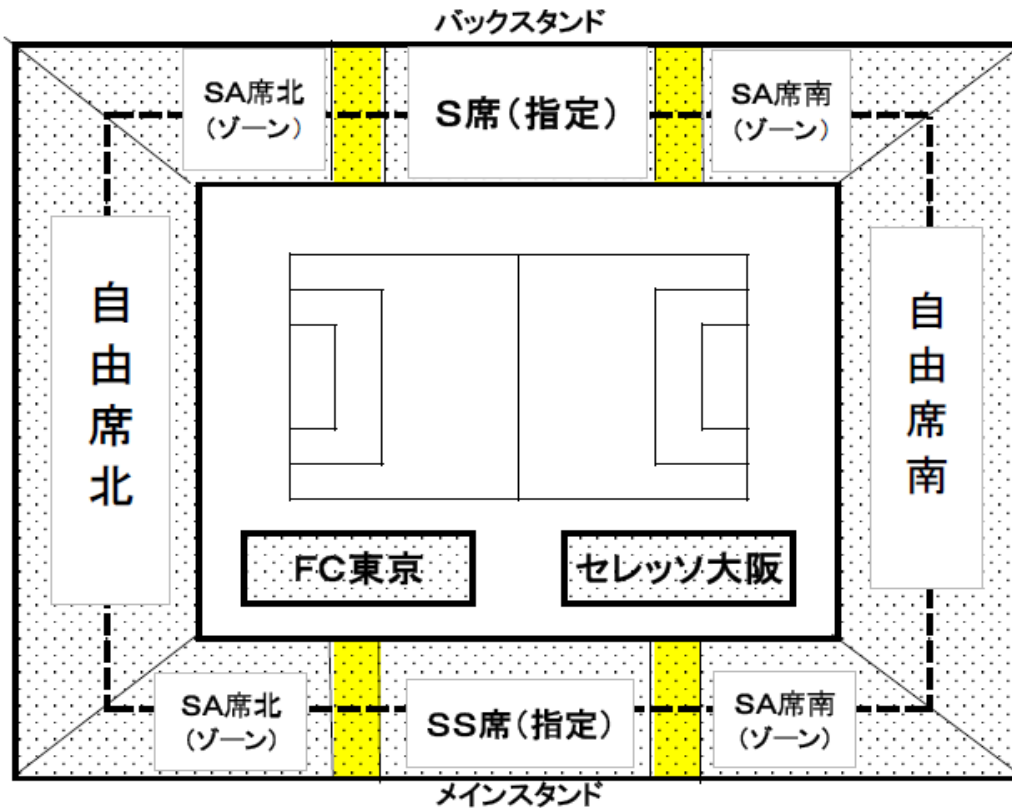 バックスタンド
SA席北
(ゾーン)
S席(指定)
SA席南
(ゾーン)
自由席北
自由席南
FC東京
セレッソ大阪
SA席北
(ゾーン)
SS席(指定)
SA席南
(ゾーン)
メインスタンド